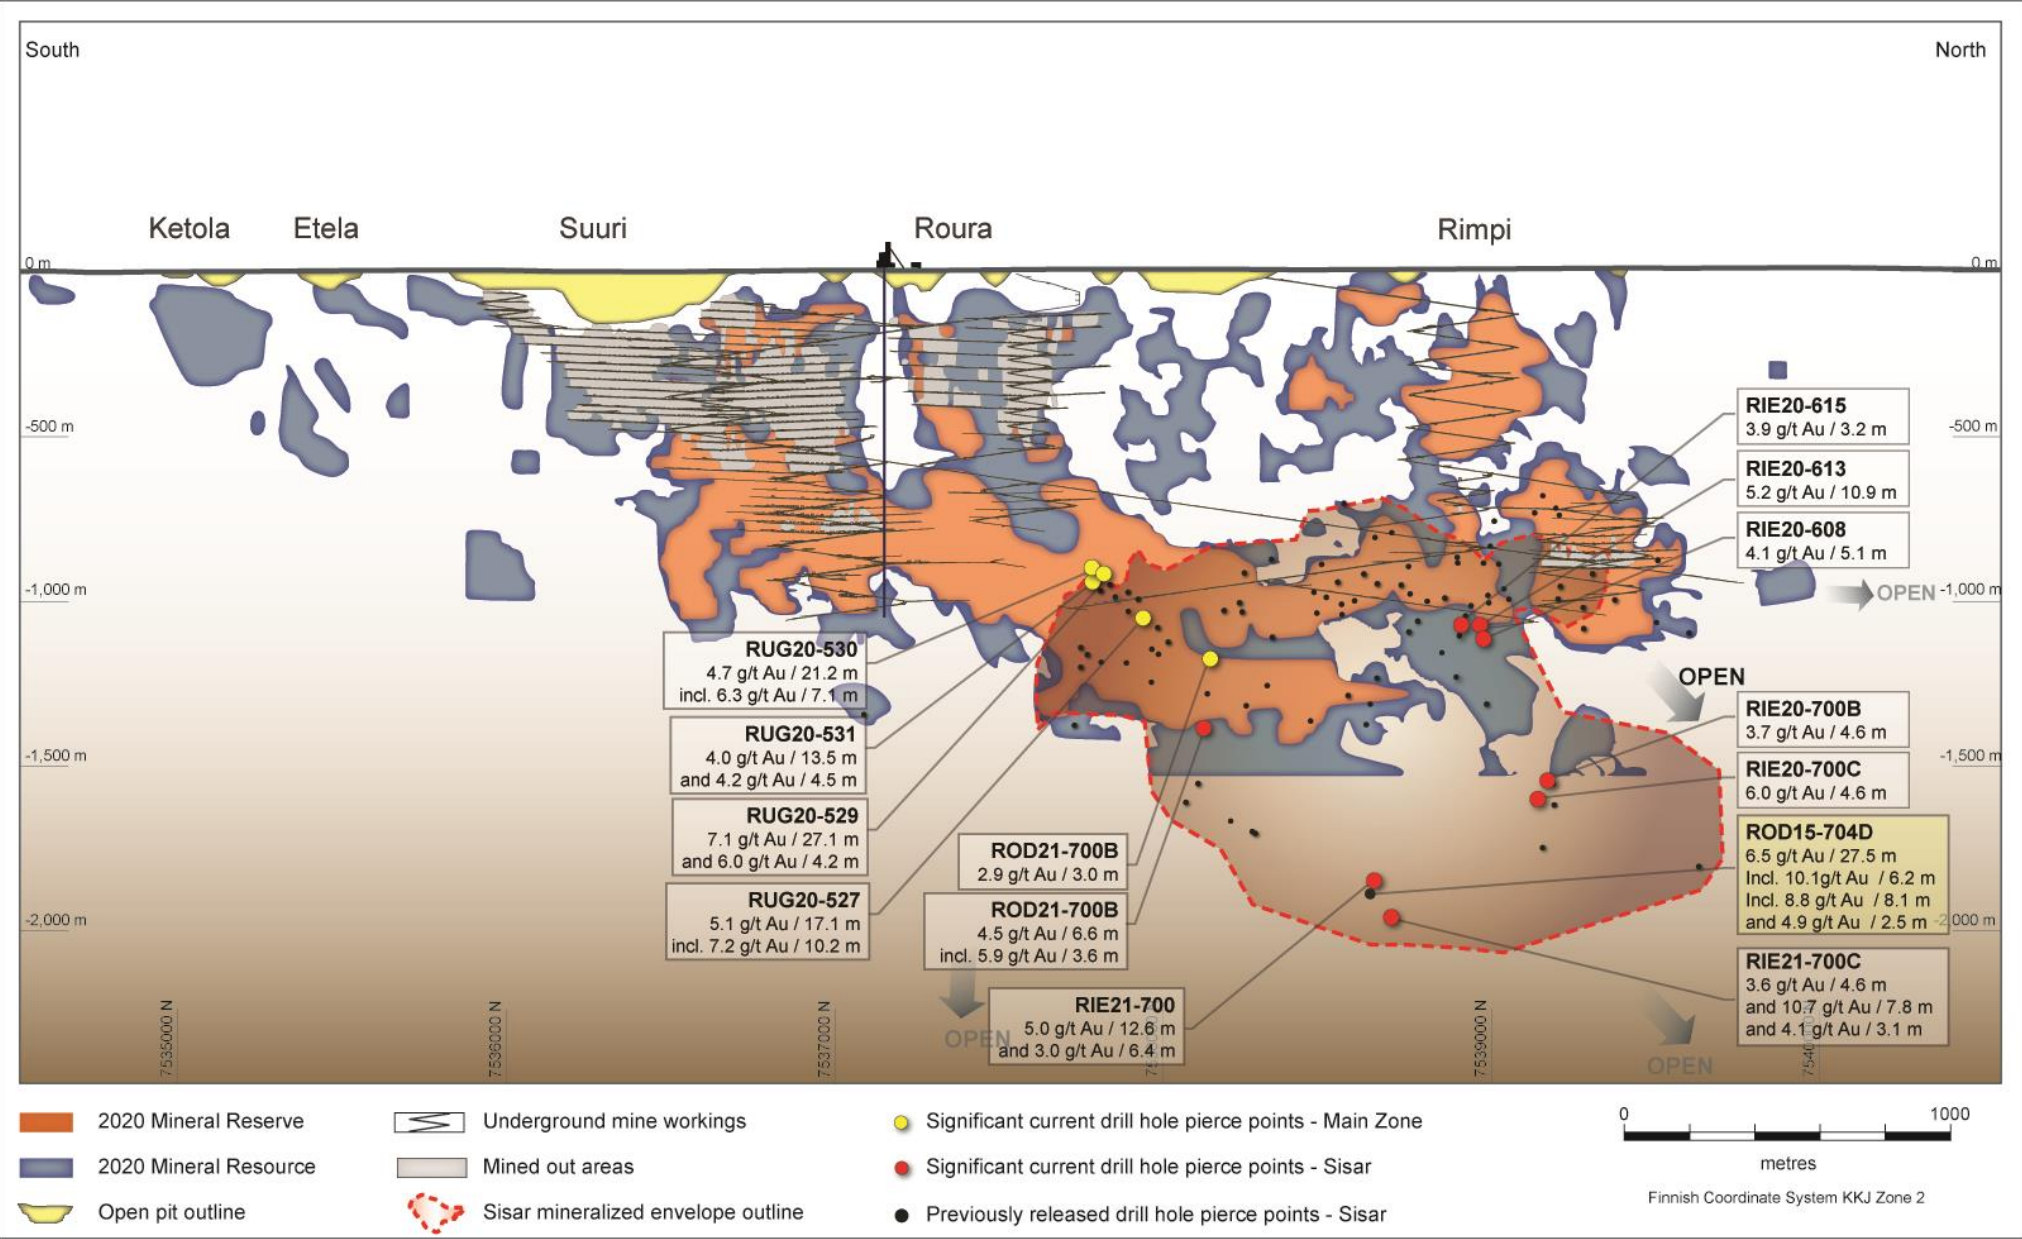 South
North
Ketola
Etela
Suuri
Roura
Rimpi
0 m
0 m
-500 m
-500 m
-1,000 m
-1,000 m
-1,500 m
-1,500 m
-2,000 m
-2,000 m
RIE20-615
3.9 g/t Au / 3.2 m
RIE20-613
5.2 g/t Au / 10.9 m
RIE20-608
4.1 g/t Au / 5.1 m
OPEN
RUG20-530
4.7 g/t Au / 21.2 m
incl. 6.3 g/t Au / 7.1 m
OPEN
RIE20-700B
3.7 g/t Au / 4.6 m
RUG20-531
4.0 g/t Au / 13.5 m
and 4.2 g/t Au / 4.5 m
RIE20-700C
6.0 g/t Au / 4.6 m
RUG20-529
7.1 g/t Au / 27.1 m
and 6.0 g/t Au / 4.2 m
ROD21-700B
2.9 g/t Au / 3.0 m
ROD15-704D
6.5 g/t Au / 27.5 m
Incl. 10.1g/t Au / 6.2 m
Incl. 8.8 g/t Au / 8.1 m
and 4.9 g/t Au / 2.5 m
RUG20-527
5.1 g/t Au / 17.1 m
incl. 7.2 g/t Au / 10.2 m
ROD21-700B
4.5 g/t Au / 6.6 m
incl. 5.9 g/t Au / 3.6 m
RIE21-700C
3.6 g/t Au / 4.6 m
and 10.7 g/t Au / 7.8 m
and 4.1 g/t Au / 3.1 m
RIE21-700
5.0 g/t Au / 12.6 m
and 3.0 g/t Au / 6.4 m
OPEN
OPEN
7535000 N
7536000 N
7537000 N
7539000 N
2020 Mineral Reserve
2020 Mineral Resource
Open pit outline
Underground mine workings
Mined out areas
Sisar mineralized envelope outline
Significant current drill hole pierce points - Main Zone
Significant current drill hole pierce points - Sisar
Previously released drill hole pierce points - Sisar
0 1000
metres
Finnish Coordinate System KKJ Zone 2